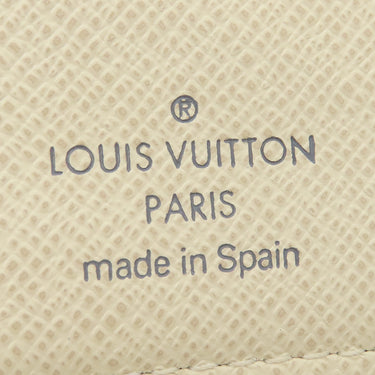 ®
LOUIS VUITTON
PARIS
made in Spain